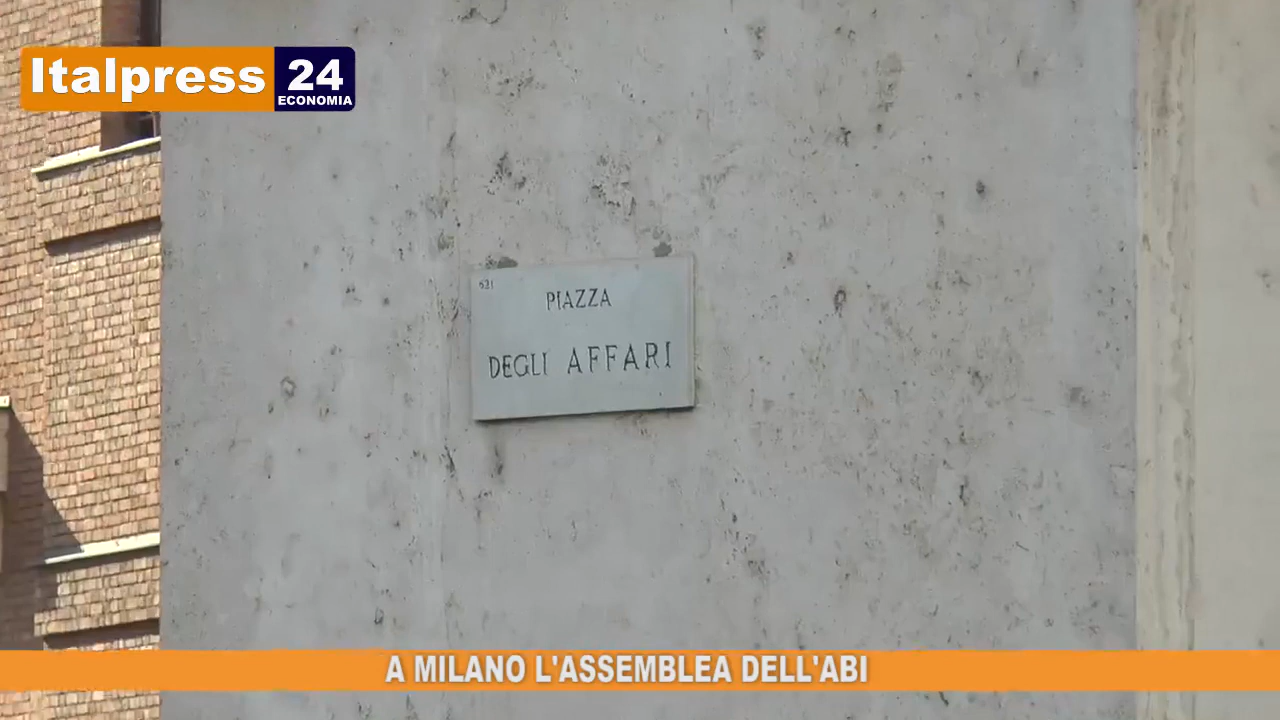 Italpress
24
ECONOMIA
621
PIAZZA
DEGLI AFFARI
A MILANO L'ASSEMBLEA DELL'ABI